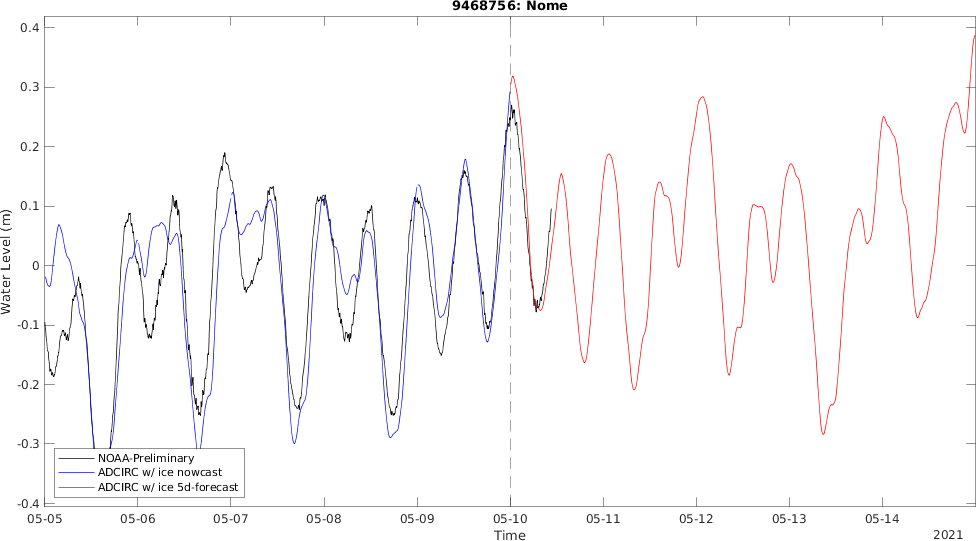 9468756: Nome
Water Level (m)
0.4
0.3
0.2
0.1
0
-0.1
-0.2
-0.3
-0.4
NOAA-Preliminary
ADCIRC w/ ice nowcast
ADCIRC w/ ice 5d-forecast
05-05 05-06 05-07 05-08 05-09 05-10 05-11 05-12 05-13 05-14
Time
2021